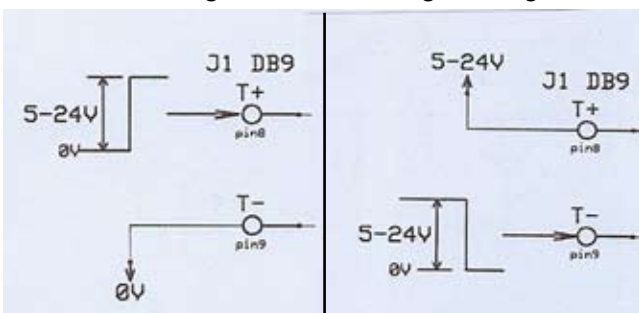 J1 DB9
T+
5-24V
pin8
0V
T-
pin9
0V
5-24V
J1 DB9
T+
pin8
T-
5-24V
pin9
0V